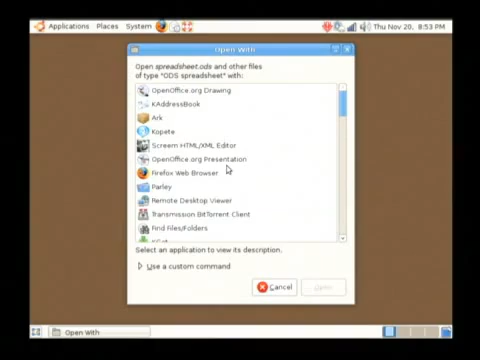 Applications Places System
Thu Nov 20, 8:53 PM
Open With
Open spreadsheet.ods and other files
of type "ODS spreadsheet" with:
OpenOffice.org Drawing
KAddressBook
Ark
Kopete
Screem HTML/XML Editor
OpenOffice.org Presentation
Firefox Web Browser
Parley
Remote Desktop Viewer
Transmission BitTorrent Client
Find Files/Folders
Select an application to view its description.
Use a custom command
Cancel Open
Open With